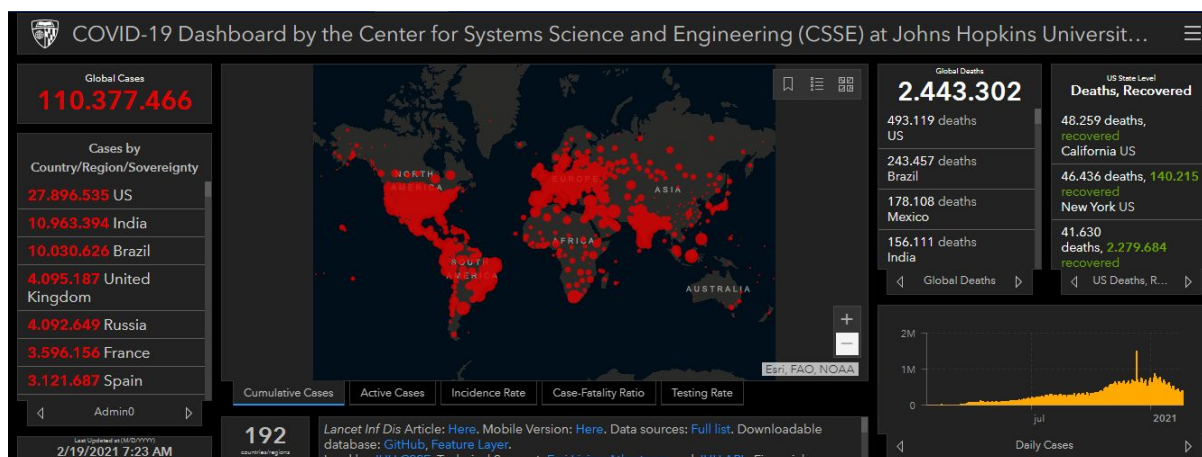 COVID-19 Dashboard by the Center for Systems Science and Engineering (CSSE) at Johns Hopkins Universit...
Global Cases
110.377.466
Cases by
Country/Region/Sovereignty
27.896.535 US
10.963.394 India
10.030.626 Brazil
4.095.187 United
Kingdom
4.092.649 Russia
3.596.156 France
3.121.687 Spain
Admin0
Last Updated at (M/D/YYYY)
2/19/2021 7:23 AM
NORTH
AMERICA
SOUTH
AMERICA
EUROPE
AFRICA
ASIA
AUSTRALIA
+
−
Esri, FAO, NOAA
Cumulative Cases
Active Cases
Incidence Rate
Case-Fatality Ratio
Testing Rate
192
countries/regions
Lancet Inf Dis Article: Here. Mobile Version: Here. Data sources: Full list. Downloadable
database: GitHub, Feature Layer.
Global Deaths
2.443.302
493.119 deaths
US
243.457 deaths
Brazil
178.108 deaths
Mexico
156.111 deaths
India
Global Deaths
US State Level
Deaths, Recovered
48.259 deaths,
recovered
California US
46.436 deaths, 140.215
recovered
New York US
41.630
deaths, 2.279.684
recovered
US Deaths, R...
2M
1M
0
jul
2021
Daily Cases